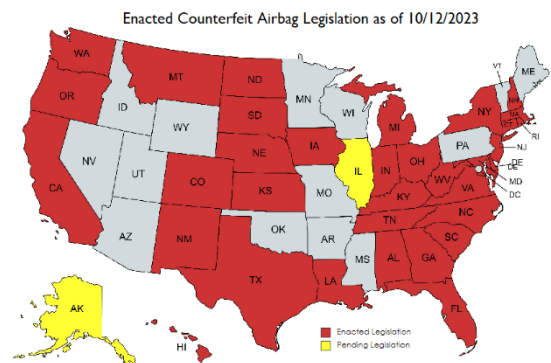 Enacted Counterfeit Airbag Legislation as of 10/12/2023
WA
MT
ND
MN
VT
ME
OR
ID
SD
WI
NY
NH
MA
WY
MI
RI
CT
NE
IA
PA
NJ
NV
UT
IL
IN
OH
DE
DE
MD
CA
CO
KS
MO
WV
VA
DC
KY
AZ
NM
OK
AR
TN
NC
SC
MS
AL
GA
TX
LA
FL
AK
HI
Enacted Legislation
Pending Legislation